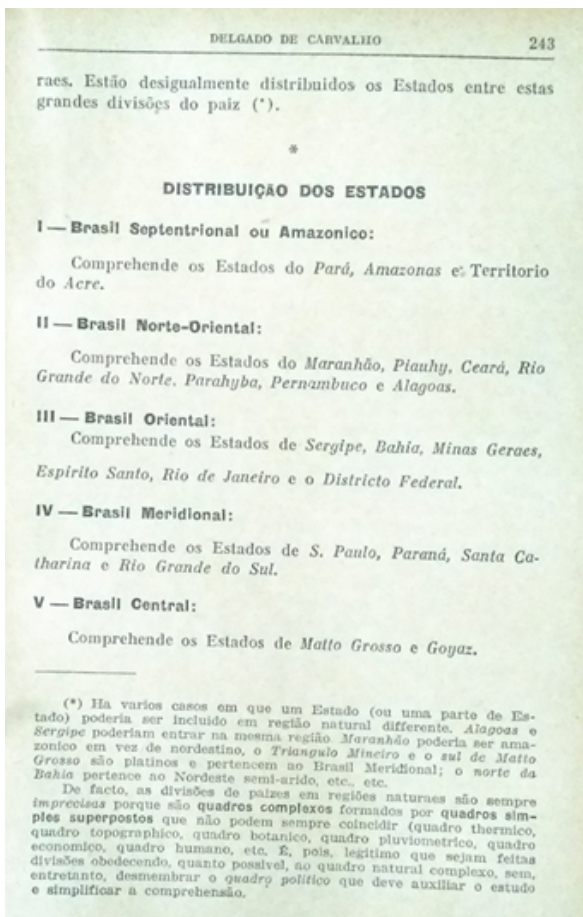 DELGADO DE CARVALHO 243
raes. Estão desigualmente distribuidos os Estados entre estas
grandes divisões do paiz (*).
*
DISTRIBUIÇÃO DOS ESTADOS
I — Brasil Septentrional ou Amazonico:
Comprehende os Estados do Pará, Amazonas e Territorio
do Acre.
II — Brasil Norte-Oriental:
Comprehende os Estados do Maranhão, Piauhy, Ceará, Rio
Grande do Norte, Parahyba, Pernambuco e Alagoas.
III — Brasil Oriental:
Comprehende os Estados de Sergipe, Bahia, Minas Geraes,
Espirito Santo, Rio de Janeiro e o Districto Federal.
IV — Brasil Meridional:
Comprehende os Estados de S. Paulo, Paraná, Santa Ca-
tharina e Rio Grande do Sul.
V — Brasil Central:
Comprehende os Estados de Matto Grosso e Goyaz.
(*) Ha varios casos em que um Estado (ou uma parte de Es-
tado) poderia ser incluido em região natural differente. Alagoas e
Sergipe poderiam entrar na mesma região Maranhão poderia ser ama-
zonico em vez de nordestino, o Triangulo Mineiro e o sul de Matto
Grosso são platinos e pertencem ao Brasil Meridional; o norte da
Bahia pertence ao Nordeste semi-arido, etc., etc.
De facto, as divisões de paizes em regiões naturaes são sempre
imprecisas porque são quadros complexos formados por quadros sim-
ples superpostos que não podem sempre coincidir (quadro thermico,
quadro topographico, quadro botanico, quadro pluviometrico, quadro
economico, quadro humano, etc. É, pois, legitimo que sejam feitas
divisões obedecendo, quanto possivel, ao quadro natural complexo, sem,
entretanto, desmembrar o quadro politico que deve auxiliar o estudo
e simplificar a comprehensão.